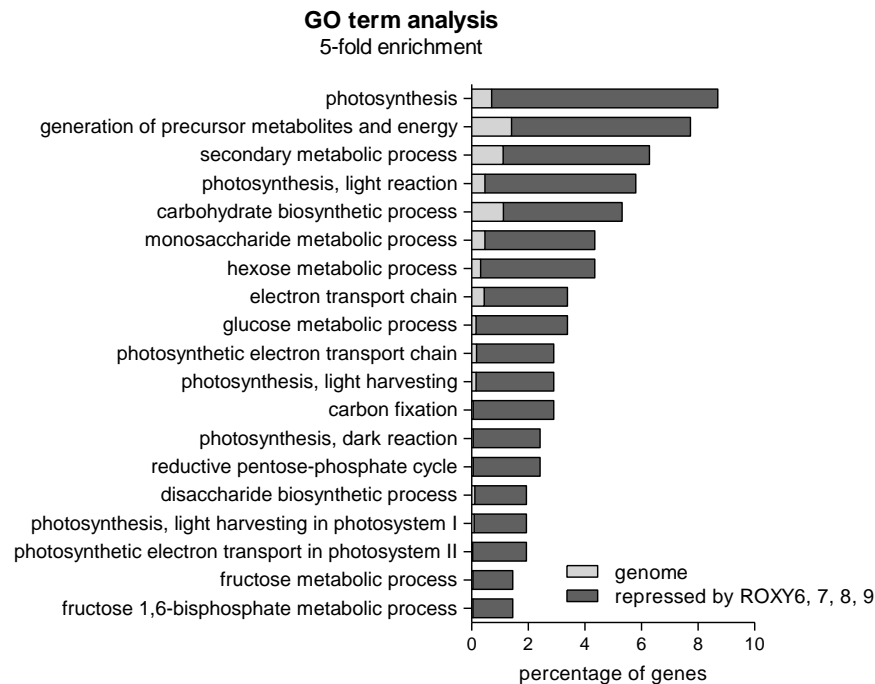 GO term analysis
5-fold enrichment
photosynthesis
generation of precursor metabolites and energy
secondary metabolic process
photosynthesis, light reaction
carbohydrate biosynthetic process
monosaccharide metabolic process
hexose metabolic process
electron transport chain
glucose metabolic process
photosynthetic electron transport chain
photosynthesis, light harvesting
carbon fixation
photosynthesis, dark reaction
reductive pentose-phosphate cycle
disaccharide biosynthetic process
photosynthesis, light harvesting in photosystem I
photosynthetic electron transport in photosystem II
fructose metabolic process
fructose 1,6-bisphosphate metabolic process
genome
repressed by ROXY6, 7, 8, 9
0 2 4 6 8 10
percentage of genes